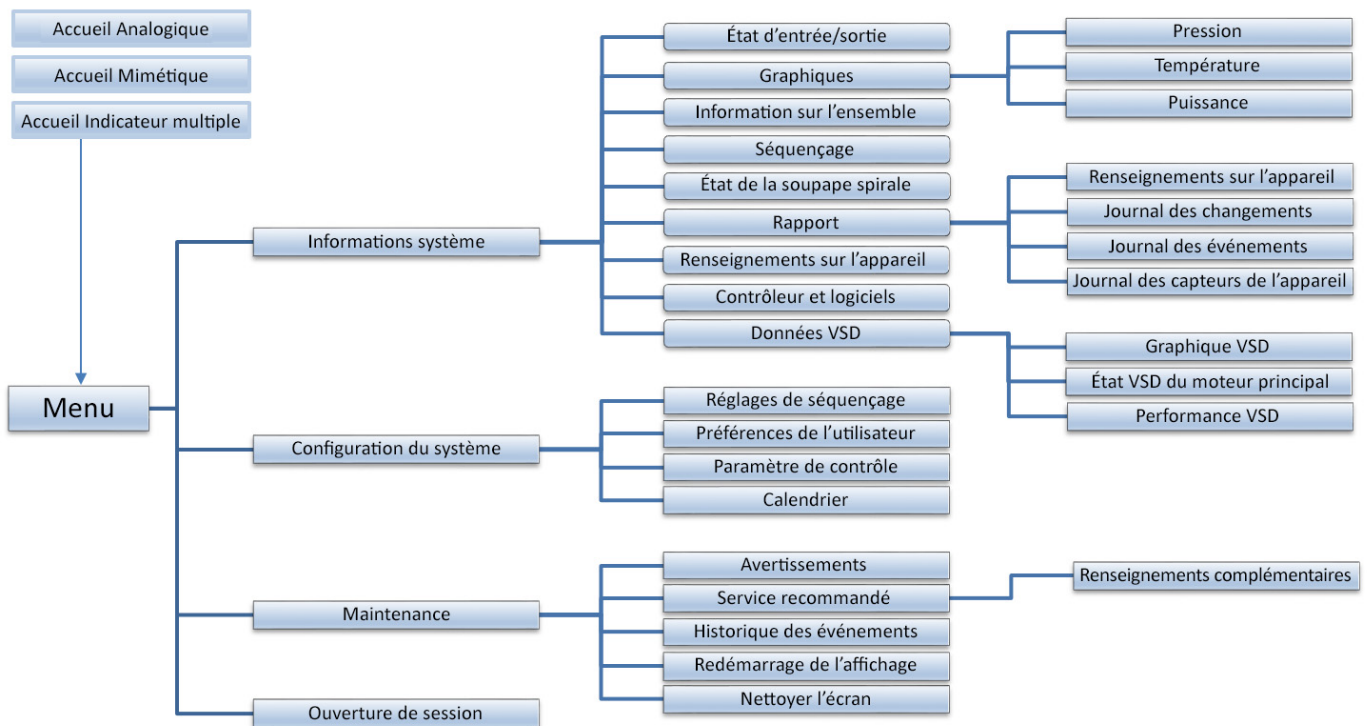 Accueil Analogique
Accueil Mimétique
Accueil Indicateur multiple
Menu
Informations système
État d’entrée/sortie
Graphiques
Pression
Température
Puissance
Information sur l’ensemble
Séquençage
État de la soupape spirale
Rapport
Renseignements sur l’appareil
Journal des changements
Journal des événements
Journal des capteurs de l’appareil
Renseignements sur l’appareil
Contrôleur et logiciels
Données VSD
Graphique VSD
État VSD du moteur principal
Performance VSD
Configuration du système
Réglages de séquençage
Préférences de l’utilisateur
Paramètre de contrôle
Calendrier
Maintenance
Avertissements
Service recommandé
Renseignements complémentaires
Historique des événements
Redémarrage de l’affichage
Nettoyer l’écran
Ouverture de session